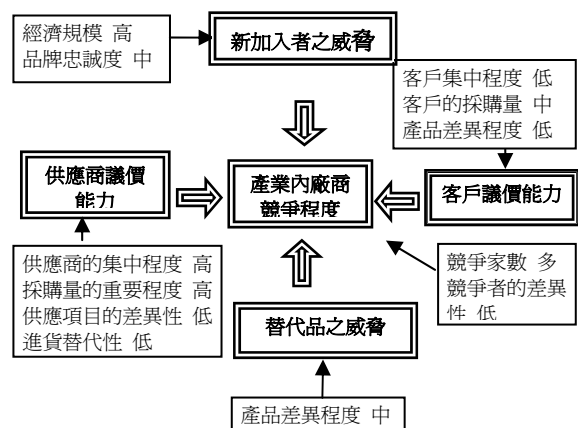 經濟規模 高
品牌忠誠度 中
新加入者之威脅
客戶集中程度 低
客戶的採購量 中
產品差異程度 低
供應商議價
能力
產業內廠商
競爭程度
客戶議價能力
供應商的集中程度 高
採購量的重要程度 高
供應項目的差異性 低
進貨替代性 低
競爭家數 多
競爭者的差異
性 低
替代品之威脅
產品差異程度 中